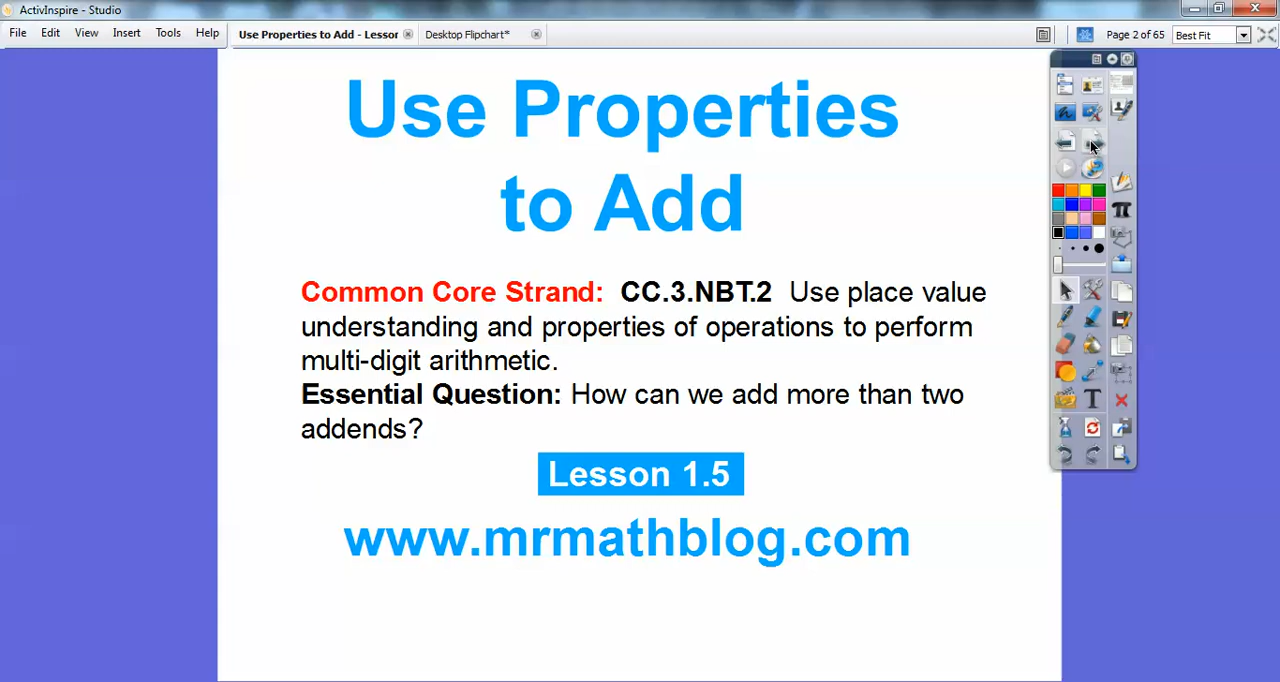 ActivInspire - Studio
File Edit View Insert Tools Help Use Properties to Add - Lesson Desktop Flipchart* Page 2 of 65 Best Fit
Use Properties
to Add
Common Core Strand: CC.3.NBT.2 Use place value
understanding and properties of operations to perform
multi-digit arithmetic.
Essential Question: How can we add more than two
addends?
Lesson 1.5
www.mrmathblog.com